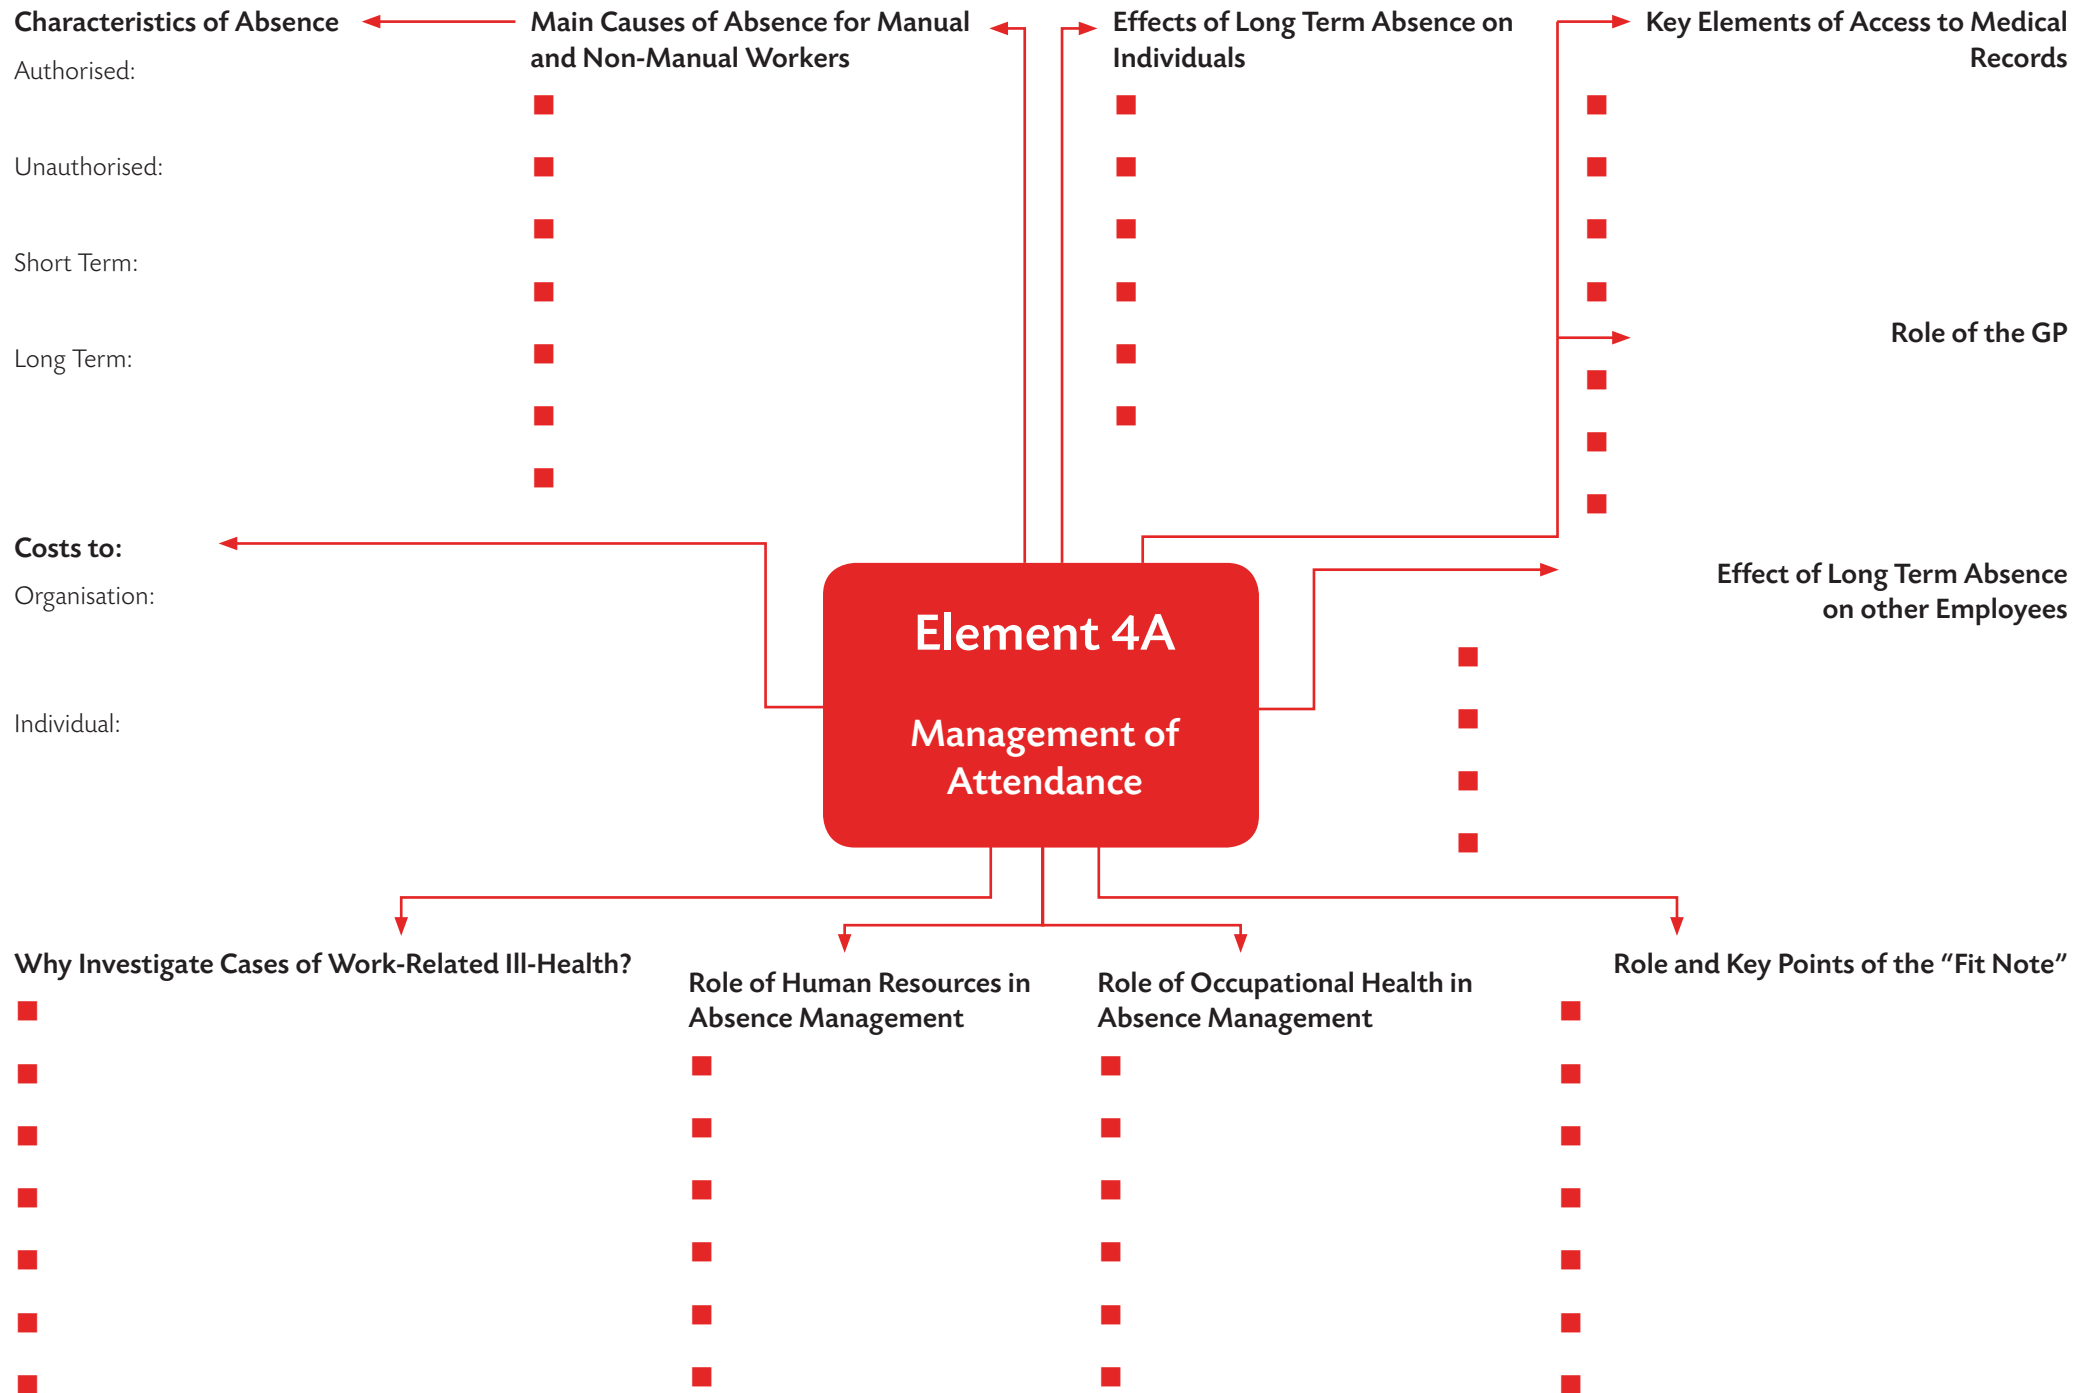 Characteristics of Absence
Authorised:
Unauthorised:
Short Term:
Long Term:
Main Causes of Absence for Manual
and Non-Manual Workers
Effects of Long Term Absence on
Individuals
Key Elements of Access to Medical
Records
Role of the GP
Costs to:
Organisation:
Individual:
Element 4A
Management of
Attendance
Effect of Long Term Absence
on other Employees
Why Investigate Cases of Work-Related Ill-Health?
Role of Human Resources in
Absence Management
Role of Occupational Health in
Absence Management
Role and Key Points of the “Fit Note”